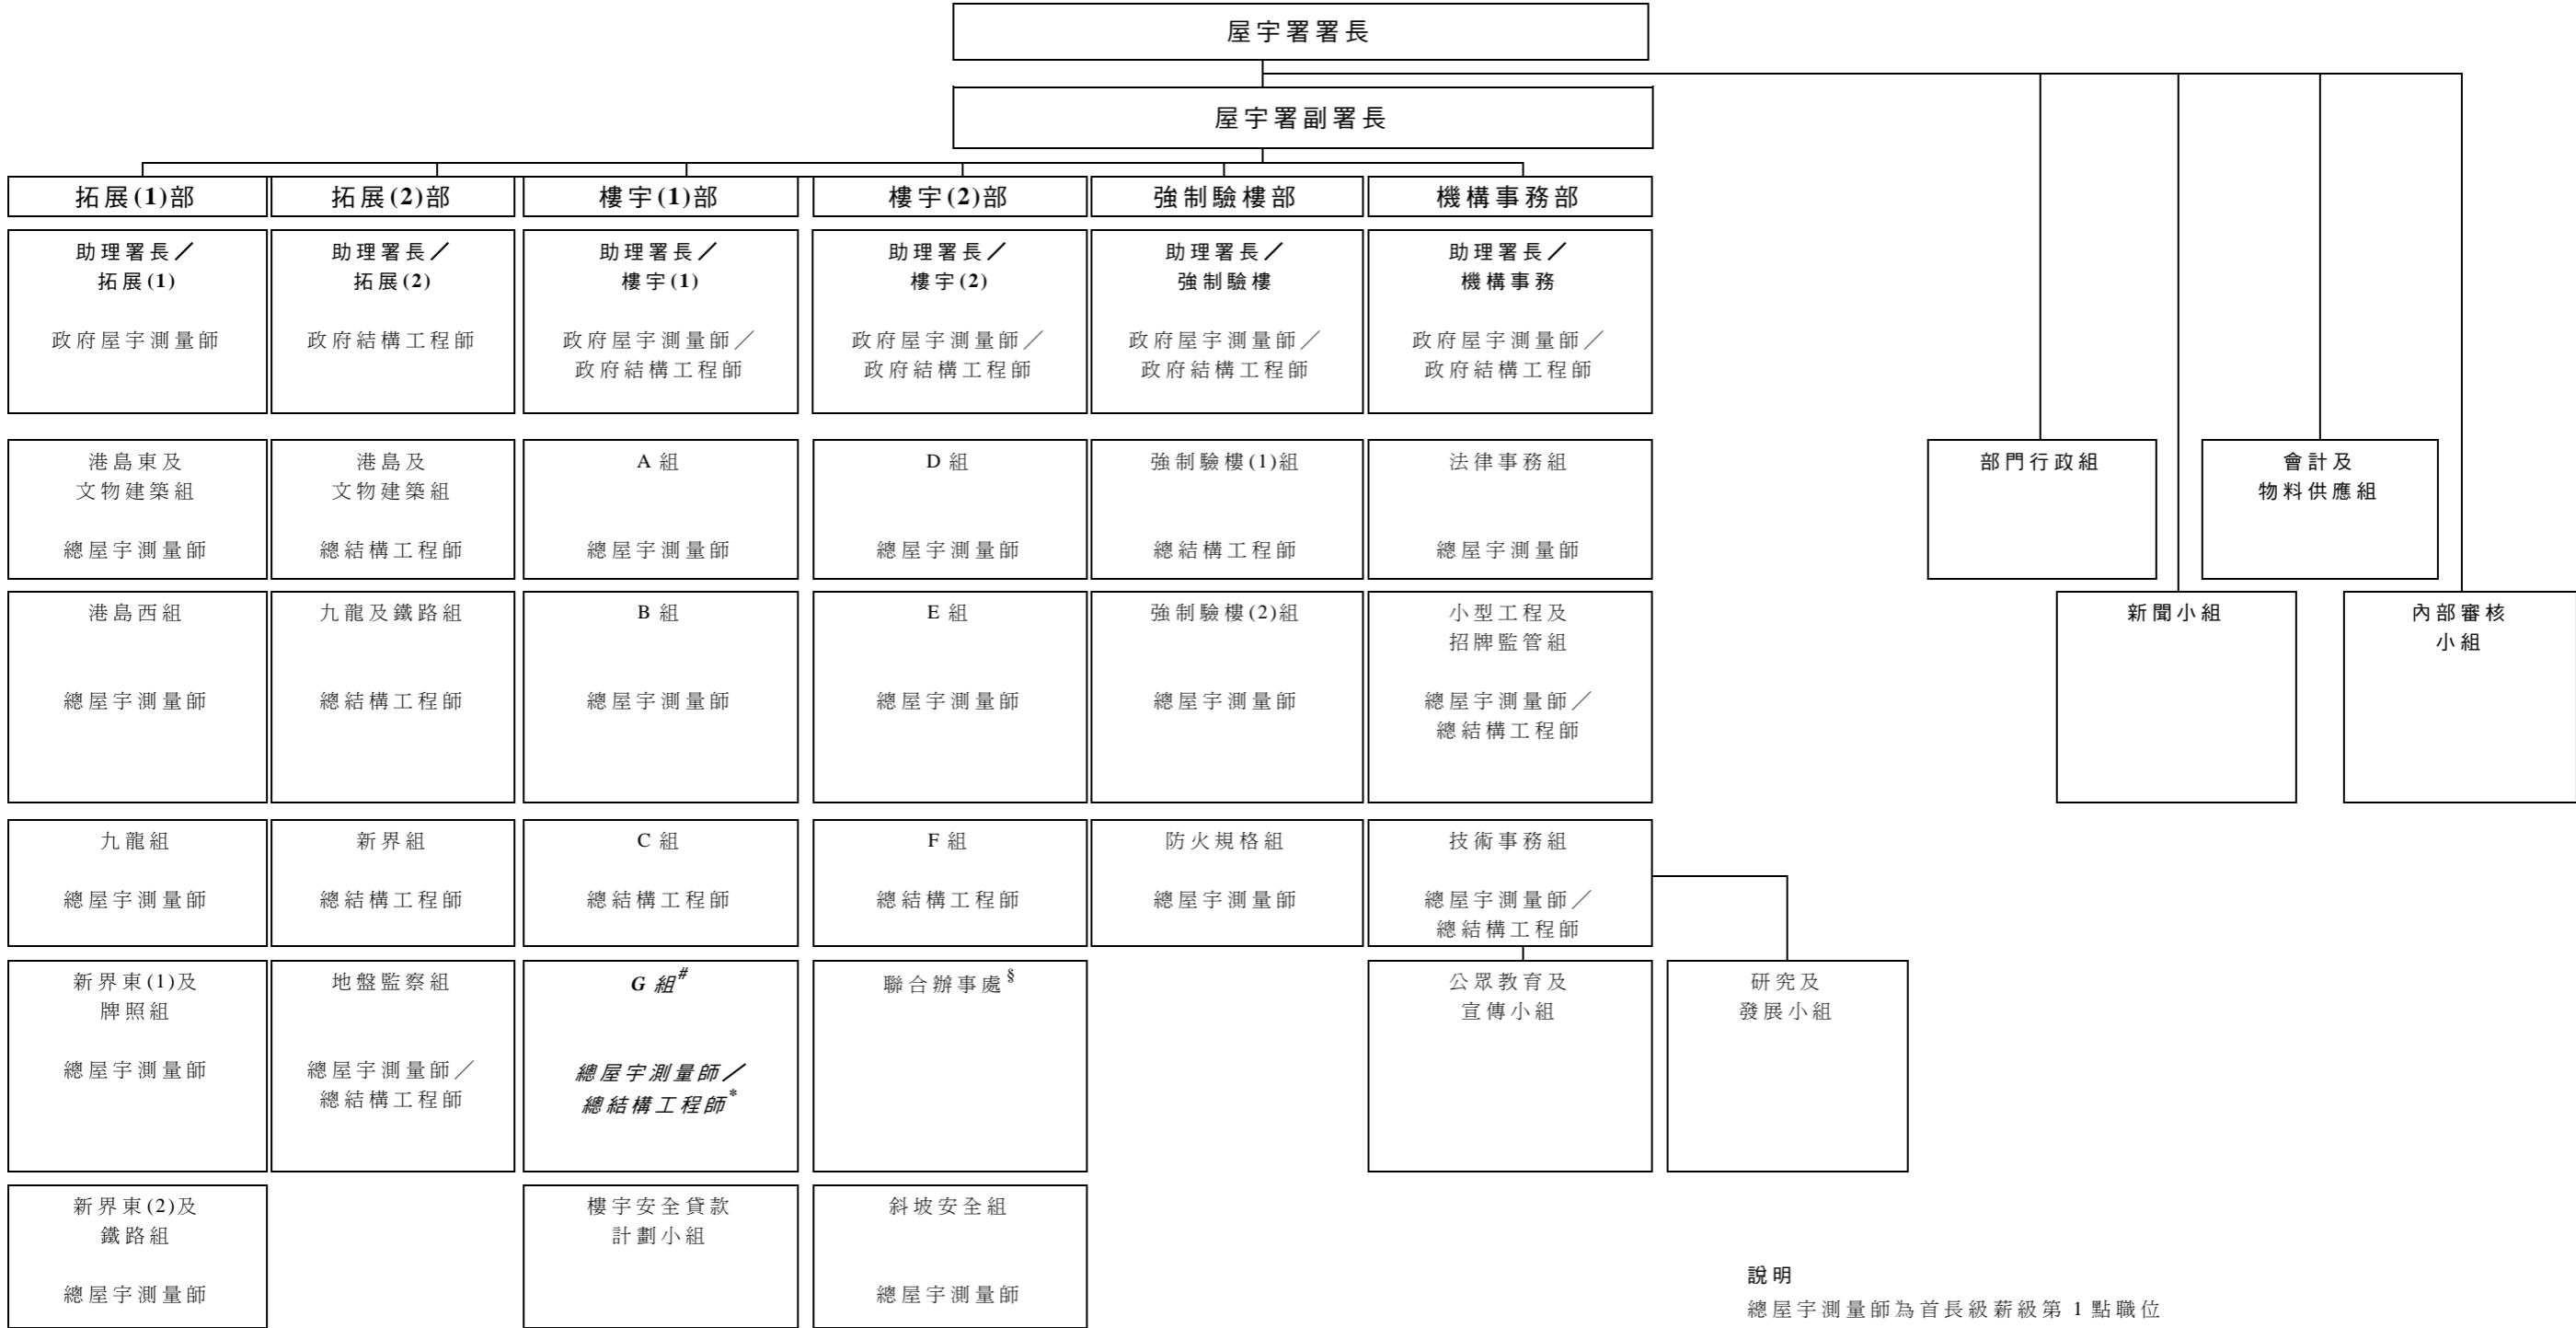 屋宇署署長
屋宇署副署長
拓展(1)部
拓展(2)部
樓宇(1)部
樓宇(2)部
強制驗樓部
機構事務部
助理署長／
拓展(1)
政府屋宇測量師
助理署長／
拓展(2)
政府結構工程師
助理署長／
樓宇(1)
政府屋宇測量師／
政府結構工程師
助理署長／
樓宇(2)
政府屋宇測量師／
政府結構工程師
助理署長／
強制驗樓
政府屋宇測量師／
政府結構工程師
助理署長／
機構事務
政府屋宇測量師／
政府結構工程師
港島東及
文物建築組
總屋宇測量師
港島及
文物建築組
總結構工程師
A 組
總屋宇測量師
D 組
總屋宇測量師
強制驗樓(1)組
總結構工程師
法律事務組
總屋宇測量師
部門行政組
會計及
物料供應組
港島西組
總屋宇測量師
九龍及鐵路組
總結構工程師
B 組
總屋宇測量師
E 組
總屋宇測量師
強制驗樓(2)組
總屋宇測量師
小型工程及
招牌監管組
總屋宇測量師／
總結構工程師
新聞小組
內部審核
小組
九龍組
總屋宇測量師
新界組
總結構工程師
C 組
總結構工程師
F 組
總結構工程師
防火規格組
總屋宇測量師
技術事務組
總屋宇測量師／
總結構工程師
新界東(1)及
牌照組
總屋宇測量師
地盤監察組
總屋宇測量師／
總結構工程師
G 組#
總屋宇測量師／
總結構工程師*
聯合辦事處§
公眾教育及
宣傳小組
研究及
發展小組
新界東(2)及
鐵路組
總屋宇測量師
樓宇安全貸款
計劃小組
斜坡安全組
總屋宇測量師
說明
總屋宇測量師為首長級薪級第 1 點職位